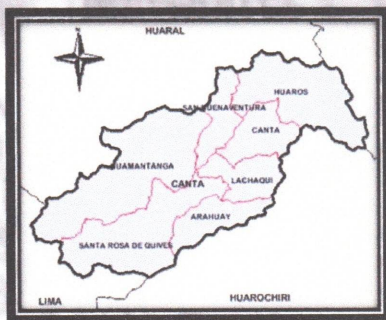 HUARAL
HUAROS
SAN BUENAVENTURA
CANTA
HUAMANTANGA
LACHAQUI
CANTA
ARAHUAY
SANTA ROSA DE QUIVES
LIMA
HUAROCHIRI